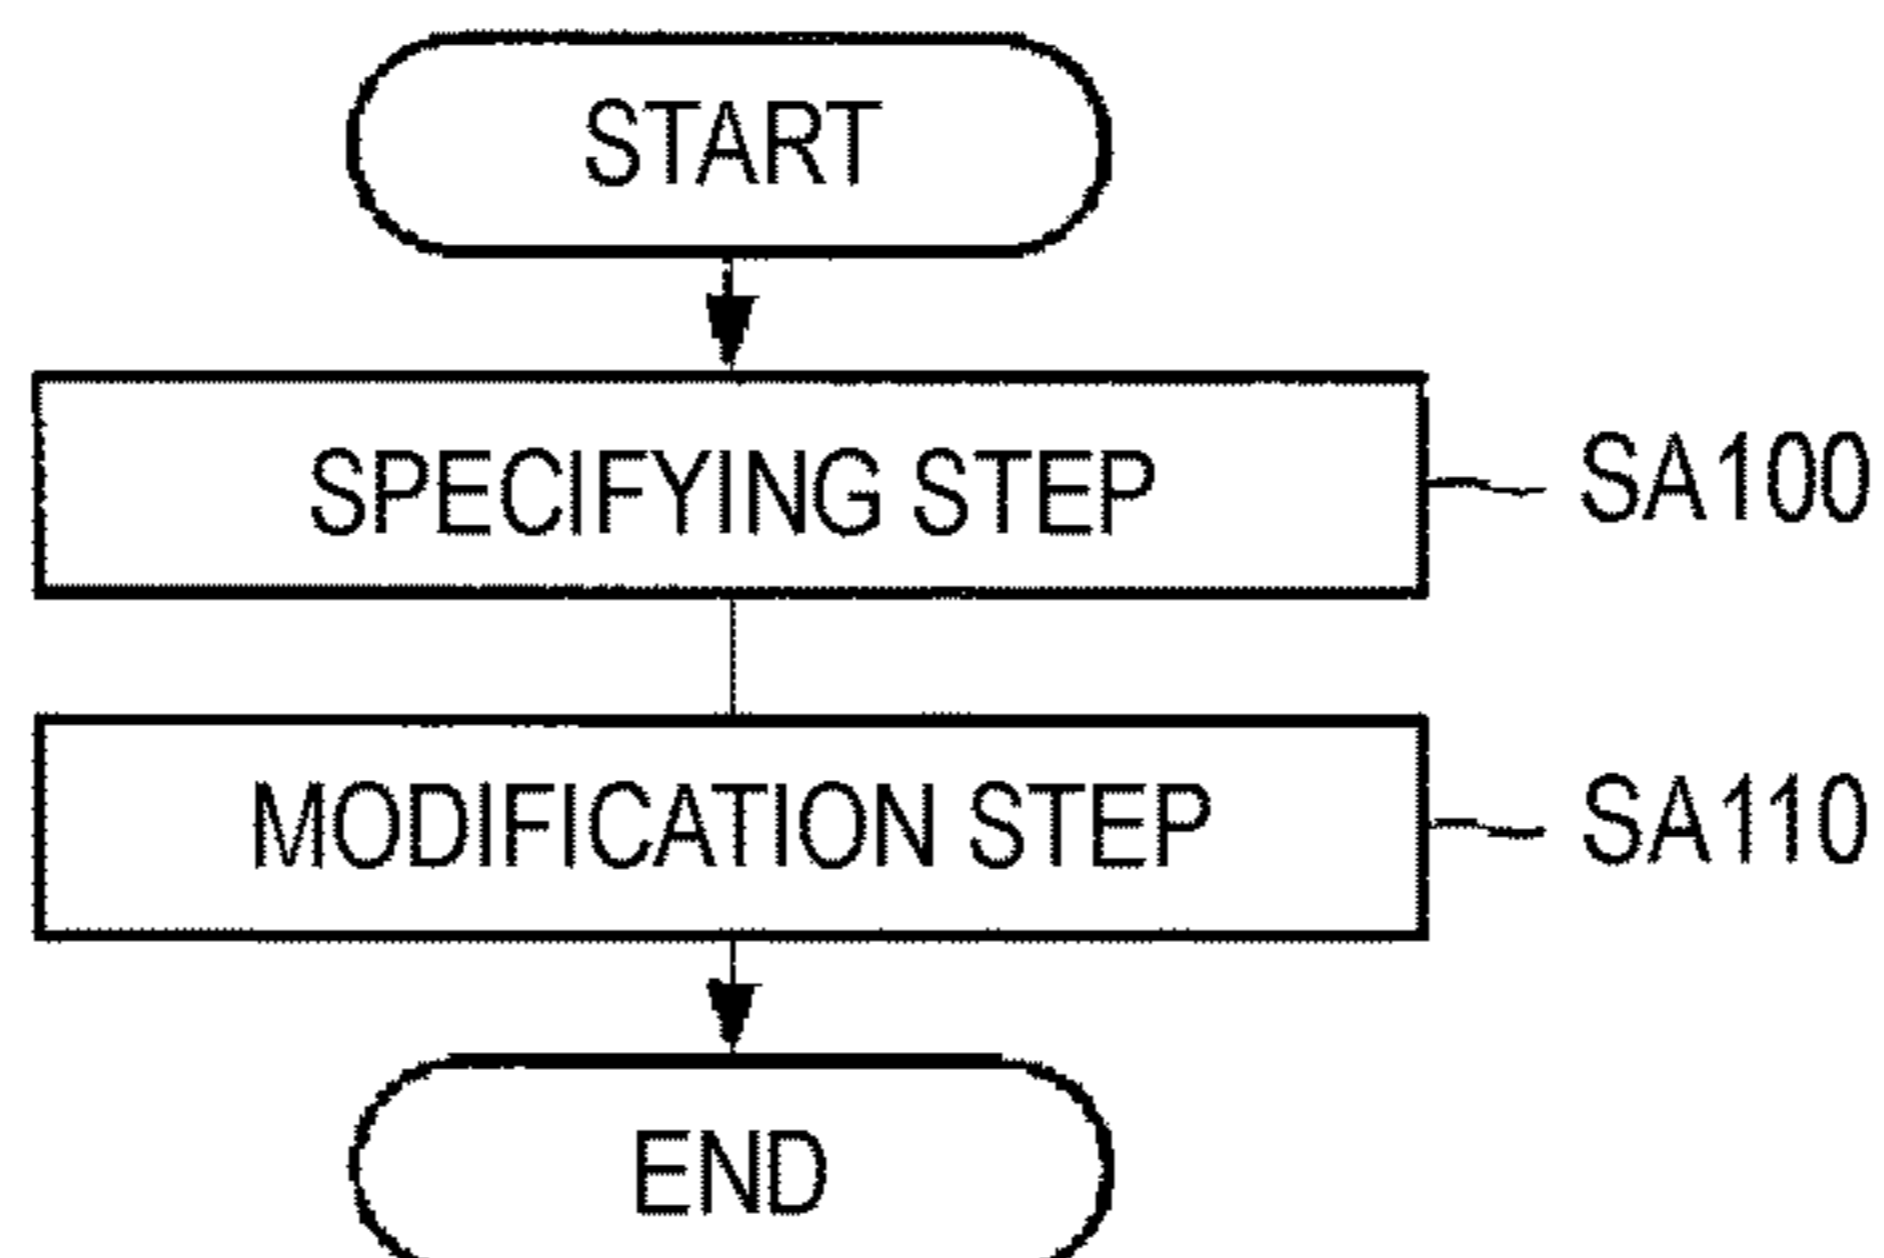 START
SPECIFYING STEP
SA100
MODIFICATION STEP
SA110
END